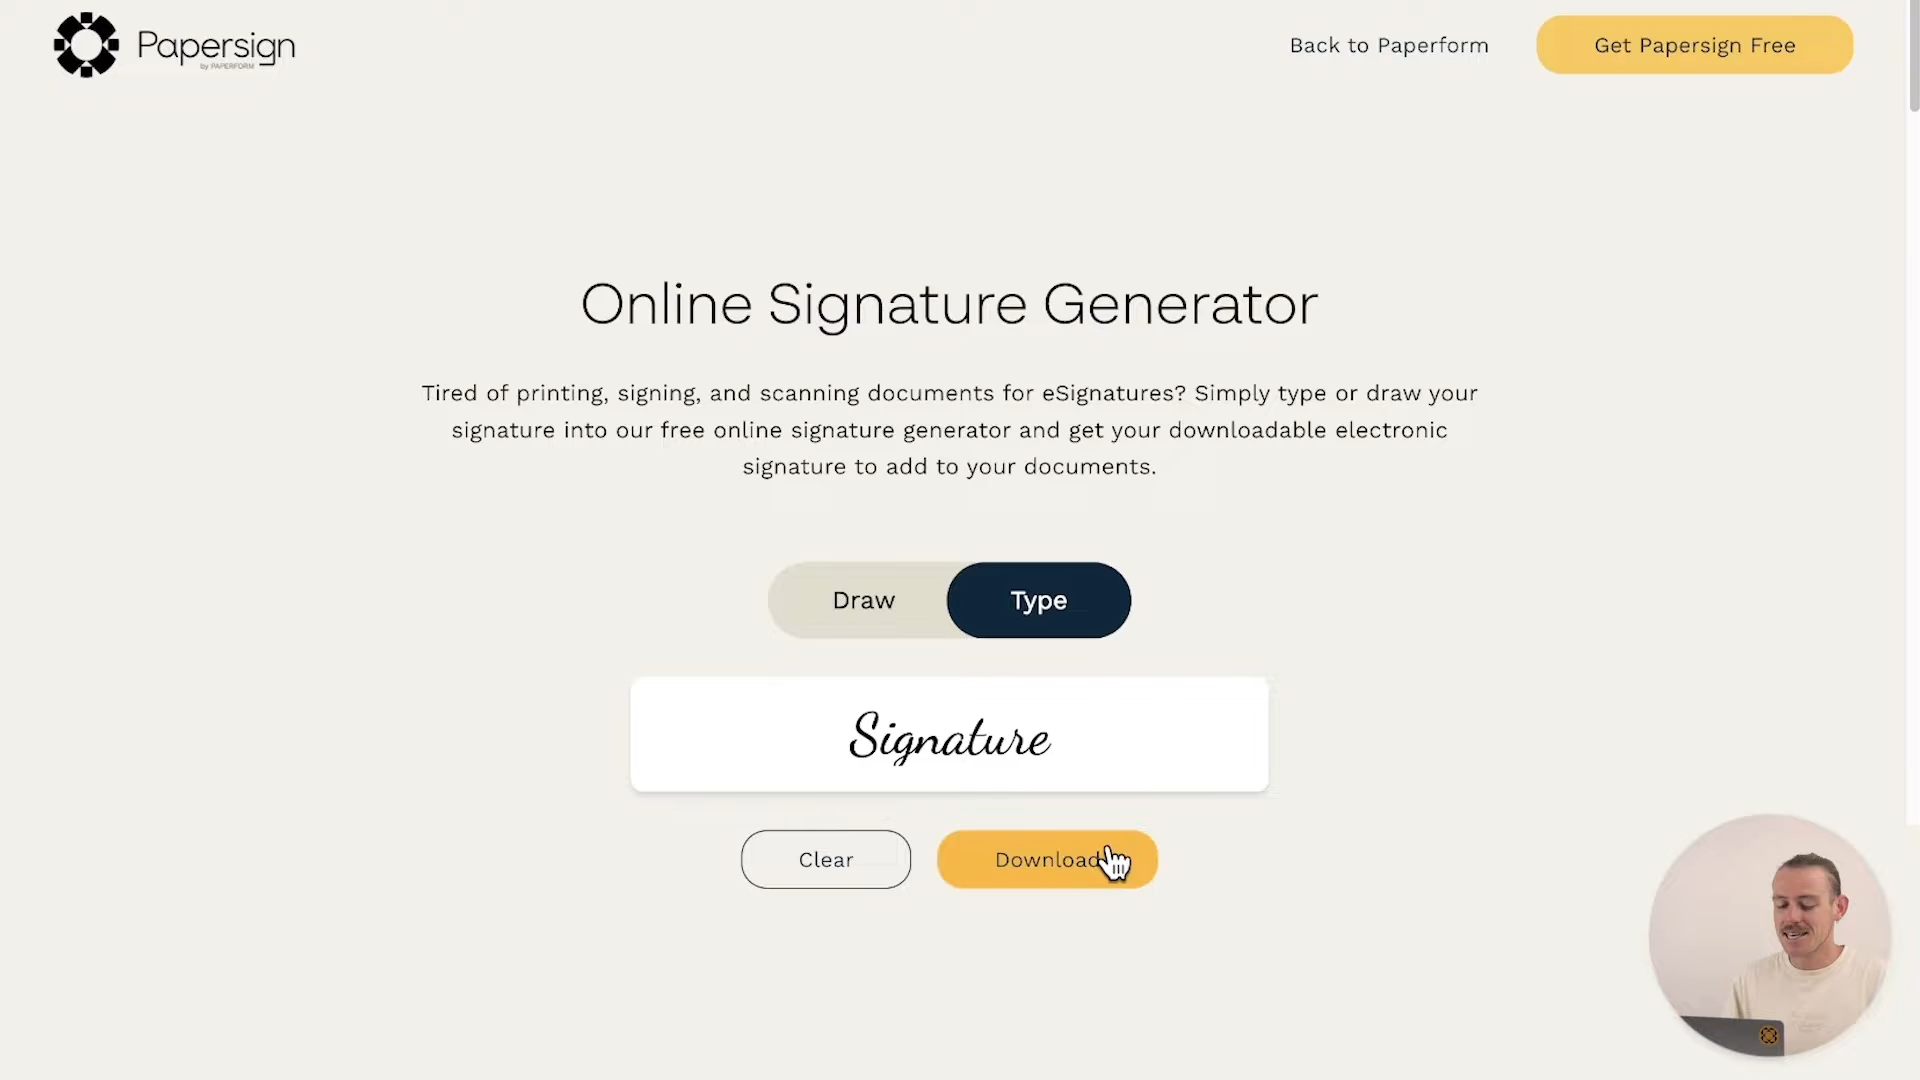 Papersign
by PAPERFORM
Back to Paperform
Get Papersign Free
Online Signature Generator
Tired of printing, signing, and scanning documents for eSignatures? Simply type or draw your
signature into our free online signature generator and get your downloadable electronic
signature to add to your documents.
Draw
Type
Signature
Clear
Download